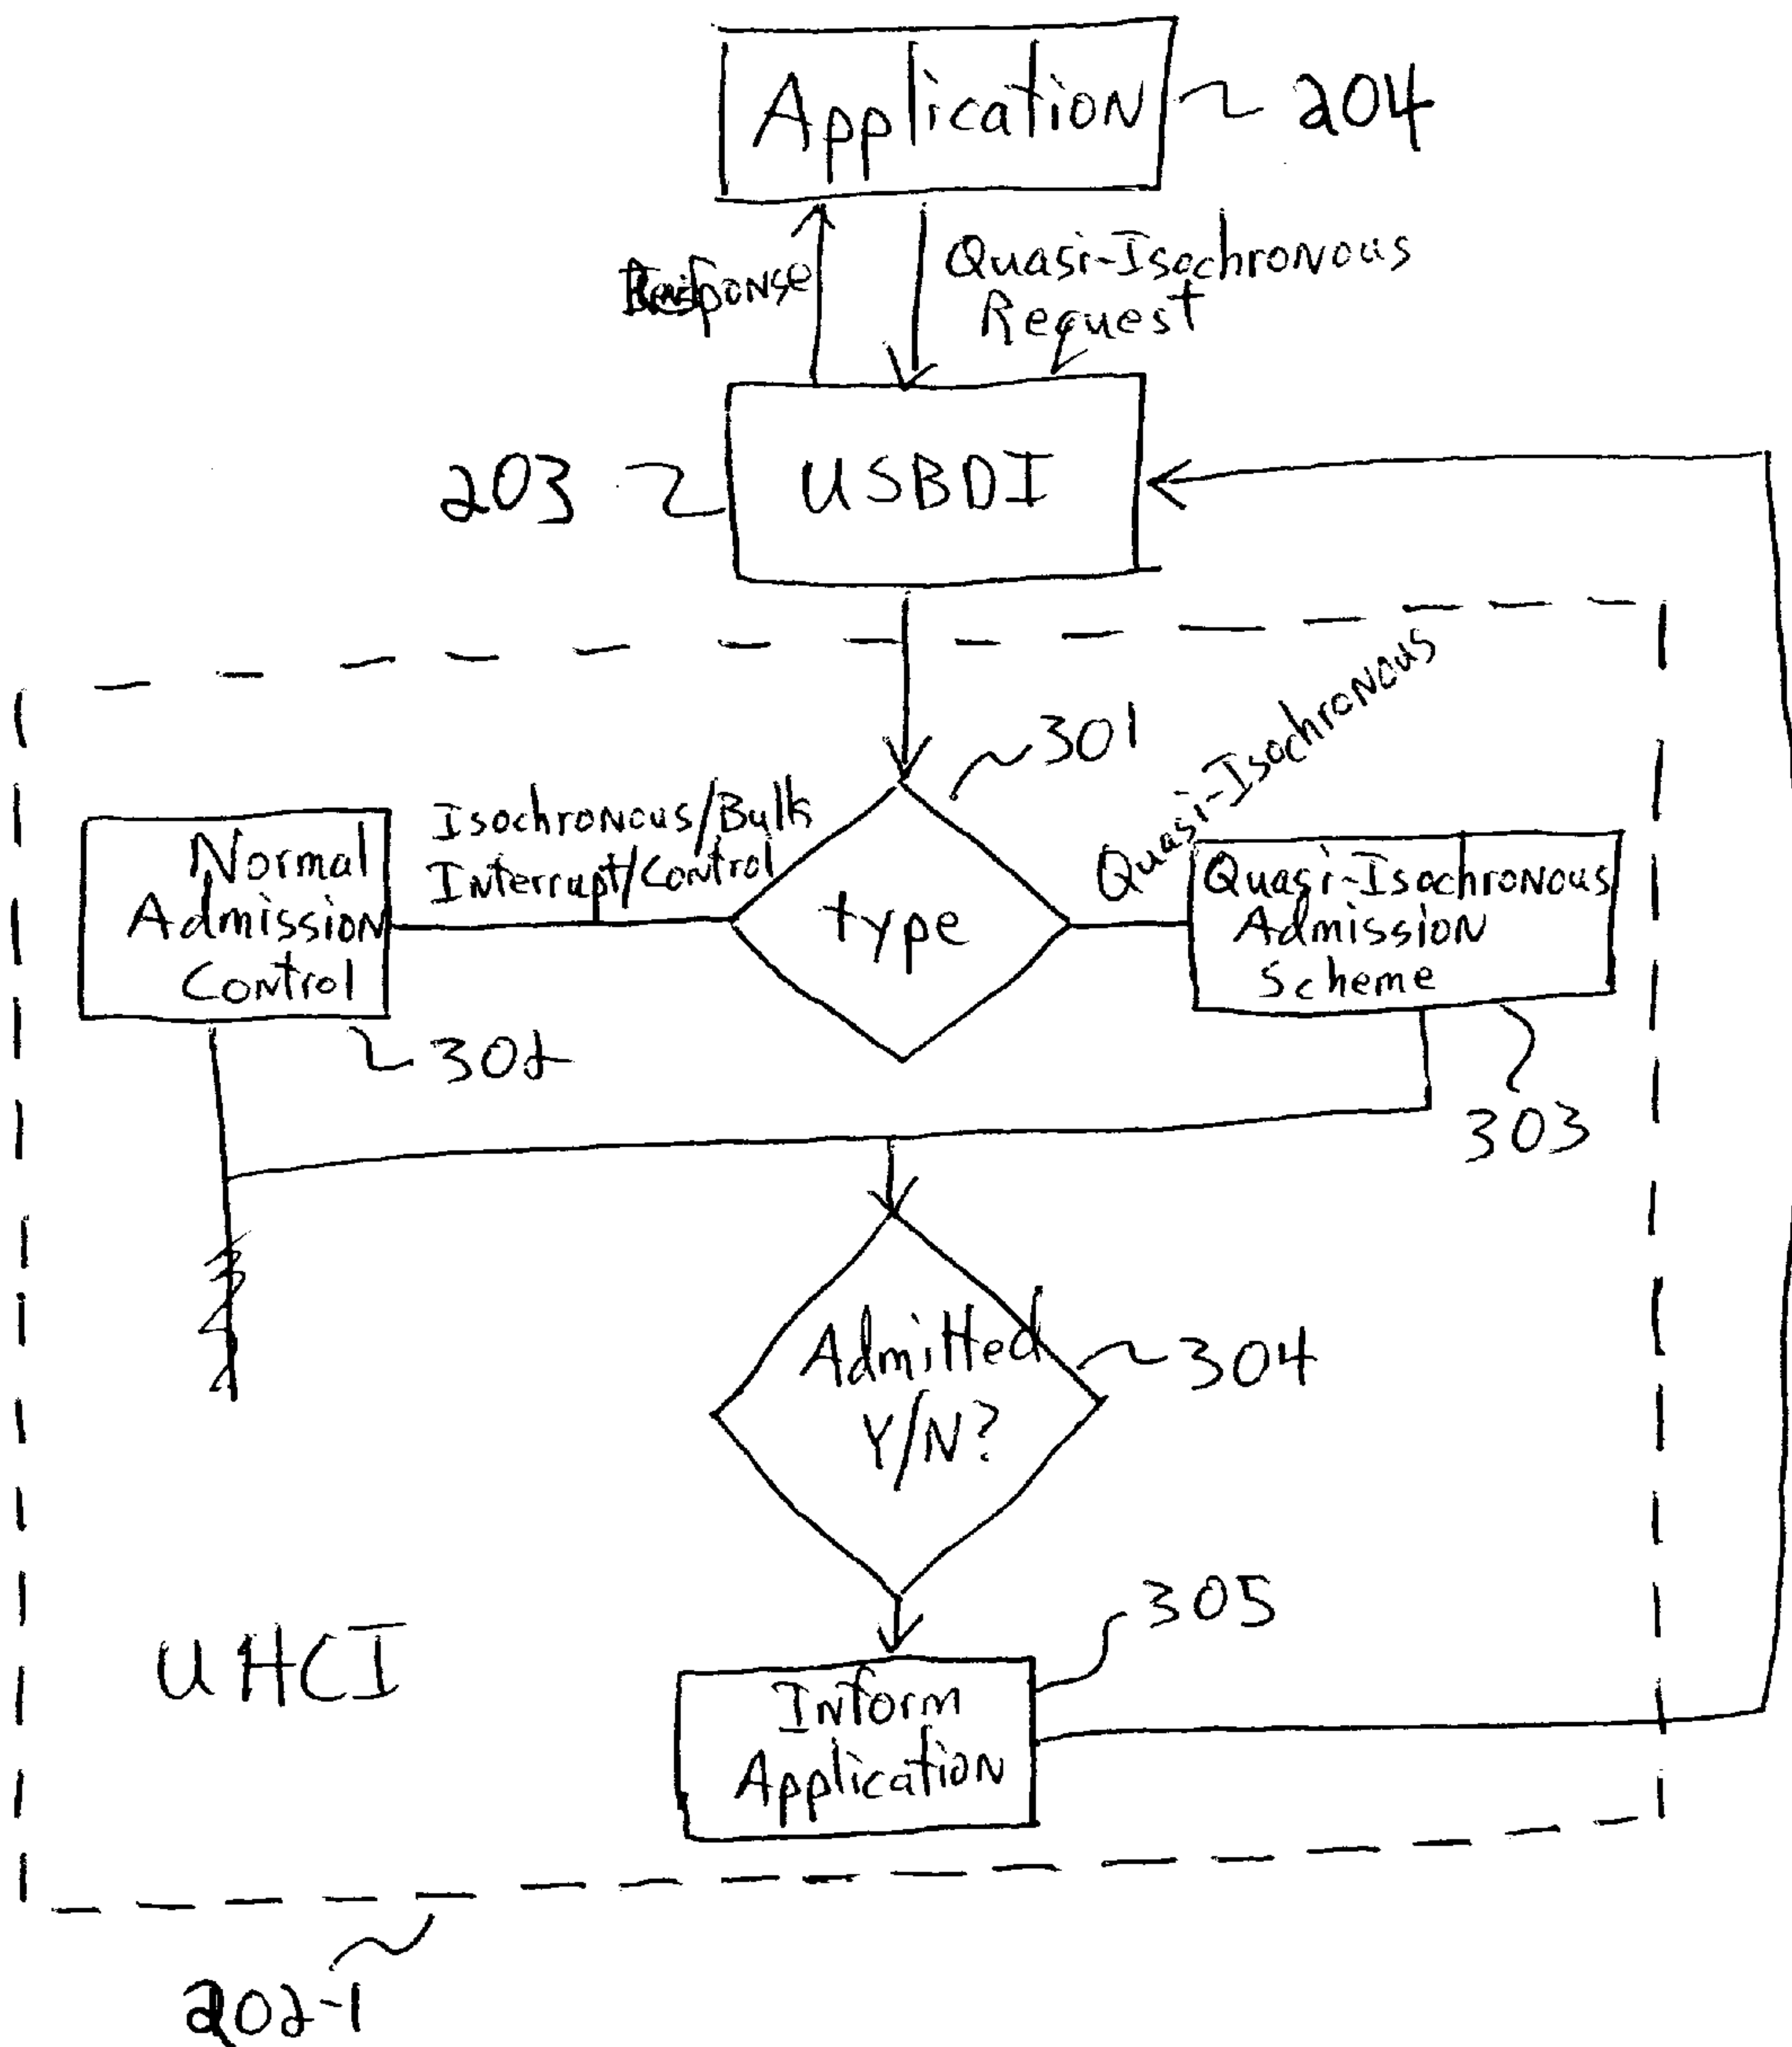 Application
204
Response
Quasi-Isochronous
Request
203
USBDI
301
Quasi-Isochronous
Isochronous/Bulk
Interrupt/Control
Normal
Admission
Control
type
Quasi-Isochronous
Admission
Scheme
302
303
Admitted
Y/N?
304
305
UHCI
Inform
Application
202-1